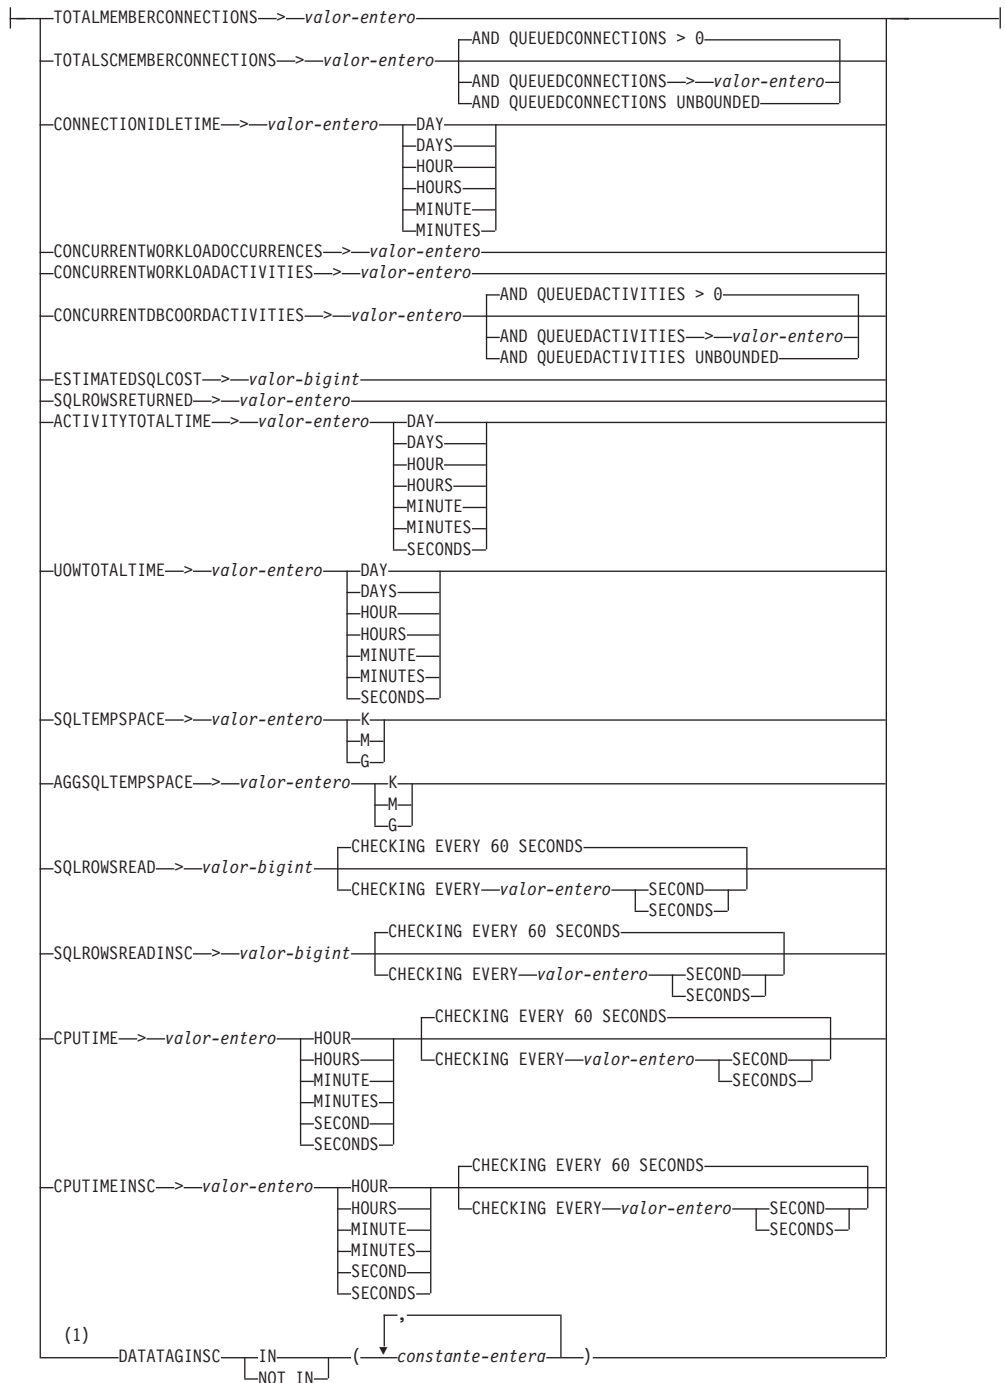 TOTALMEMBERCONNECTIONS > valor-entero
AND QUEUEDCONNECTIONS > 0
TOTALSCMEMBERCONNECTIONS > valor-entero
AND QUEUEDCONNECTIONS > valor-entero
AND QUEUEDCONNECTIONS UNBOUNDED
CONNECTIONIDLETIME > valor-entero DAY
DAYS
HOUR
HOURS
MINUTE
MINUTES
CONCURRENTWORKLOADOCCURRENCES > valor-entero
CONCURRENTWORKLOADACTIVITIES > valor-entero
AND QUEUEDACTIVITIES > 0
CONCURRENTDBCOORDACTIVITIES > valor-entero
AND QUEUEDACTIVITIES > valor-entero
AND QUEUEDACTIVITIES UNBOUNDED
ESTIMATEDSQLCOST > valor-bigint
SQLROWSRETURNED > valor-entero
ACTIVITYTOTALTIME > valor-entero DAY
DAYS
HOUR
HOURS
MINUTE
MINUTES
SECONDS
UOWTOTALTIME > valor-entero DAY
DAYS
HOUR
HOURS
MINUTE
MINUTES
SECONDS
SQLTEMPSPACE > valor-entero K
M
G
AGGSQLTEMPSPACE > valor-entero K
M
G
CHECKING EVERY 60 SECONDS
SQLROWSREAD > valor-bigint
CHECKING EVERY valor-entero SECOND
SECONDS
CHECKING EVERY 60 SECONDS
SQLROWSREADINSC > valor-bigint
CHECKING EVERY valor-entero SECOND
SECONDS
CHECKING EVERY 60 SECONDS
CPUTIME > valor-entero HOUR
HOURS CHECKING EVERY valor-entero SECOND
MINUTE SECONDS
MINUTES
SECOND
SECONDS
CHECKING EVERY 60 SECONDS
CPUTIMEINSC > valor-entero HOUR
HOURS CHECKING EVERY valor-entero SECOND
MINUTE SECONDS
MINUTES
SECOND
SECONDS
,
(1)
DATATAGINSC IN ( constante-entera )
NOT IN